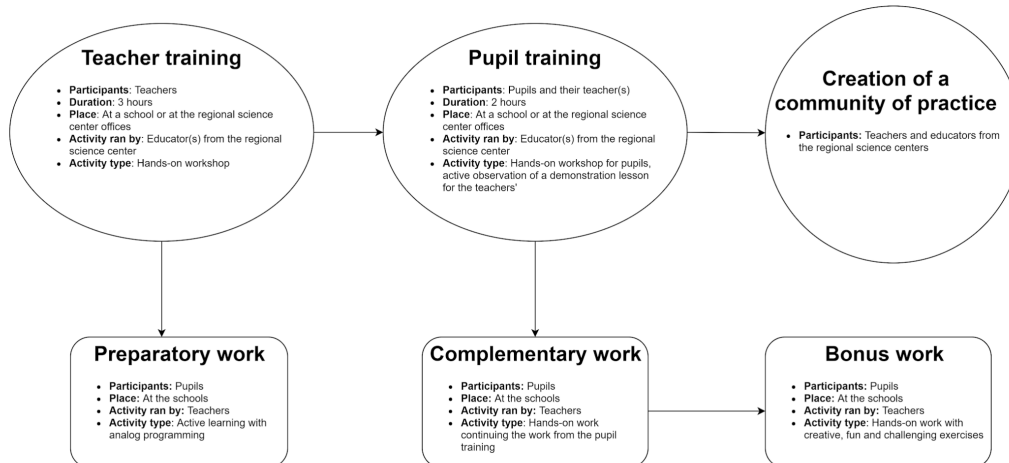 Teacher training
• Participants: Teachers
• Duration: 3 hours
• Place: At a school or at the regional science
center offices
• Activity ran by: Educator(s) from the regional
science center
• Activity type: Hands-on workshop
Pupil training
• Participants: Pupils and their teacher(s)
• Duration: 2 hours
• Place: At a school or at the regional science
center offices
• Activity ran by: Educator(s) from the regional
science center
• Activity type: Hands-on workshop for pupils,
active observation of a demonstration lesson
for the teachers'
Creation of a
community of practice
• Participants: Teachers and educators from
the regional science centers
Preparatory work
• Participants: Pupils
• Place: At the schools
• Activity ran by: Teachers
• Activity type: Active learning with
analog programming
Complementary work
• Participants: Pupils
• Place: At the schools
• Activity ran by: Teachers
• Activity type: Hands-on work
continuing the work from the pupil
training
Bonus work
• Participants: Pupils
• Place: At the schools
• Activity ran by: Teachers
• Activity type: Hands-on work with
creative, fun and challenging exercises